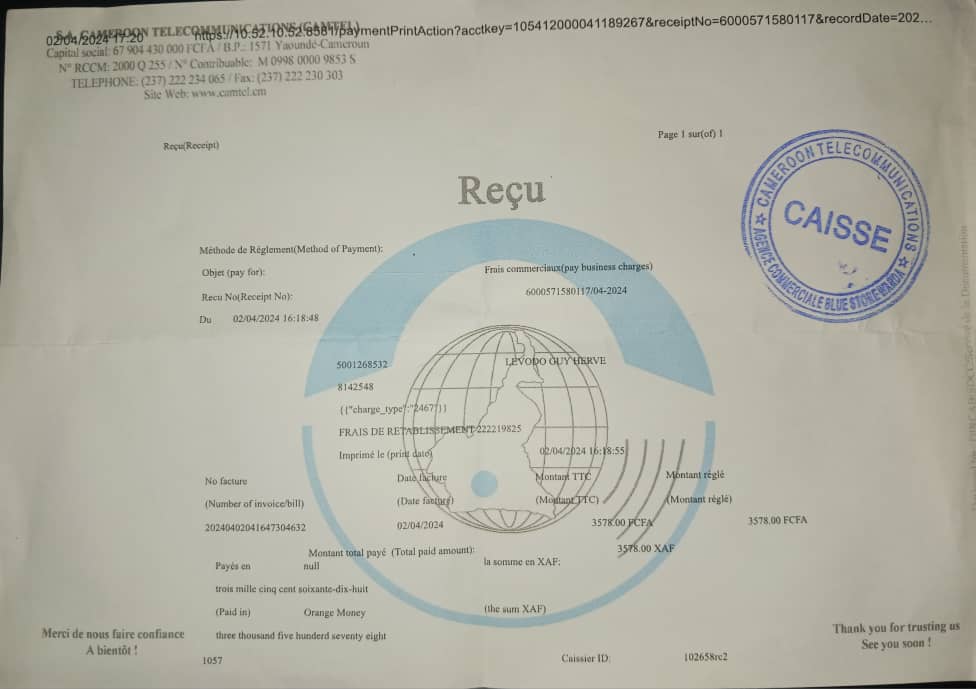 02/04/2024 17:20 https://10.52.10.52:8581/paymentPrintAction?acctkey=105412000041189267&receiptNo=6000571580117&recordDate=202...
CAMEROON TELECOMMUNICATIONS (CAMTEL)
Capital social: 67 904 430 000 FCFA / B.P.: 1571 Yaoundé-Cameroun
N° RCCM: 2000 Q 255 / N° Contribuable: M 0998 0000 9853 S
TELEPHONE: (237) 222 234 065 / Fax: (237) 222 230 303
Site Web: www.camtel.cm
Reçu(Receipt) Page 1 sur(of) 1
Reçu
CAMEROON TELECOMMUNICATIONS
CAISSE
AGENCE COMMERCIALE BLUE STORE WARDA
Méthode de Réglement(Method of Payment):
Objet (pay for): Frais commerciaux(pay business charges)
Recu No(Receipt No): 6000571580117/04-2024
Du 02/04/2024 16:18:48
5001268532 LEVODO GUY HERVE
8142548
[{"charge_type":"2467"}]
FRAIS DE RETABLISSEMENT 222219825
Imprimé le (print date) 02/04/2024 16:18:55
No facture Date facture Montant TTC Montant réglé
(Number of invoice/bill) (Date facture) (Montant TTC) (Montant réglé)
20240402041647304632 02/04/2024 3578.00 FCFA 3578.00 FCFA
Montant total payé (Total paid amount): 3578.00 XAF
Payés en null la somme en XAF:
trois mille cinq cent soixante-dix-huit
(Paid in) Orange Money (the sum XAF)
three thousand five hunderd seventy eight
Merci de nous faire confiance
A bientôt !
Thank you for trusting us
See you soon !
1057 Caissier ID: 102658rc2